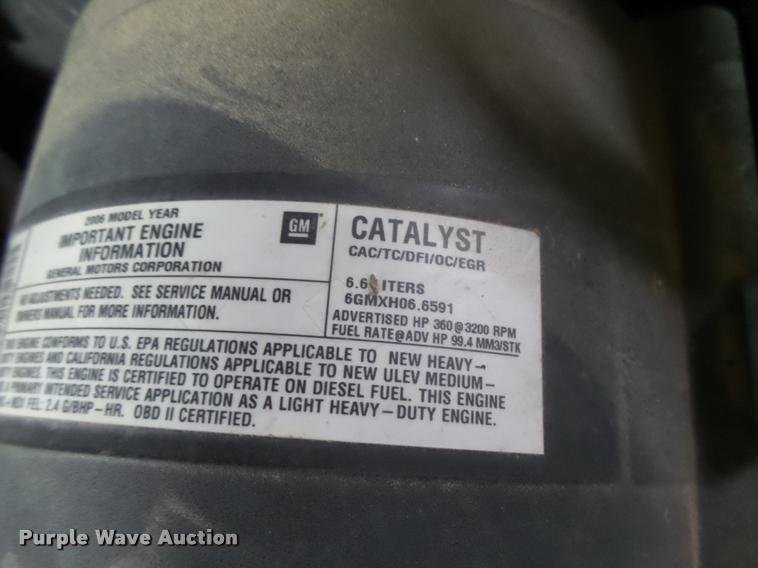 2006 MODEL YEAR
IMPORTANT ENGINE
INFORMATION
GENERAL MOTORS CORPORATION
GM
NO ADJUSTMENTS NEEDED. SEE SERVICE MANUAL OR
OWNERS MANUAL FOR MORE INFORMATION.
CATALYST
CAC/TC/DFI/OC/EGR
6.6 LITERS
6GMXH06.6591
ADVERTISED HP 360@3200 RPM
FUEL RATE@ADV HP 99.4 MM3/STK
ENGINE CONFORMS TO U.S. EPA REGULATIONS APPLICABLE TO NEW HEAVY-
DUTY ENGINES AND CALIFORNIA REGULATIONS APPLICABLE TO NEW ULEV MEDIUM-
ENGINES. THIS ENGINE IS CERTIFIED TO OPERATE ON DIESEL FUEL. THIS ENGINE
A PRIMARY INTENDED SERVICE APPLICATION AS A LIGHT HEAVY-DUTY ENGINE.
FEL: 2.4 G/BHP-HR. OBD II CERTIFIED.
Purple Wave Auction